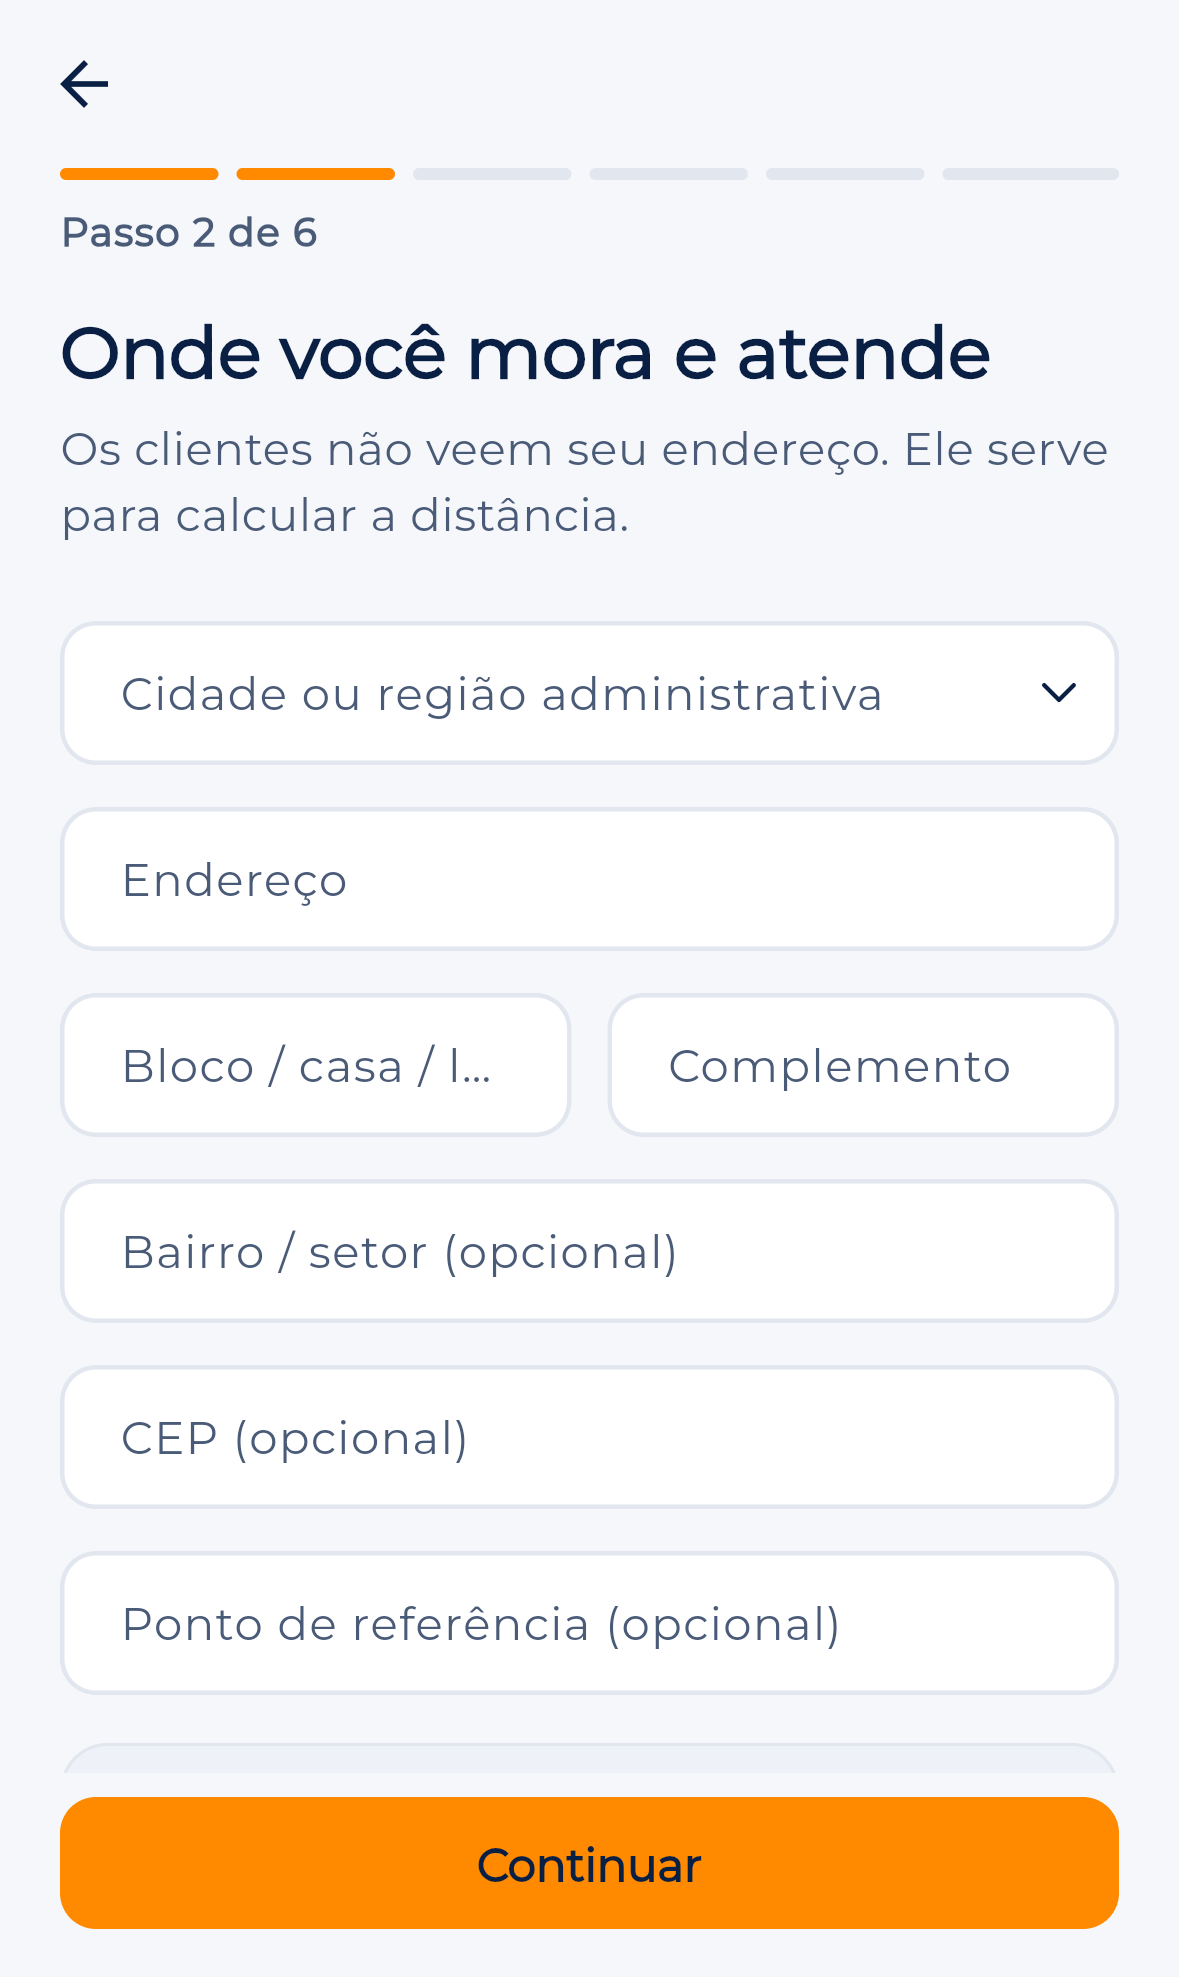 Passo 2 de 6
Onde você mora e atende
Os clientes não veem seu endereço. Ele serve
para calcular a distância.
Cidade ou região administrativa
Endereço
Bloco / casa / l...
Complemento
Bairro / setor (opcional)
CEP (opcional)
Ponto de referência (opcional)
Continuar